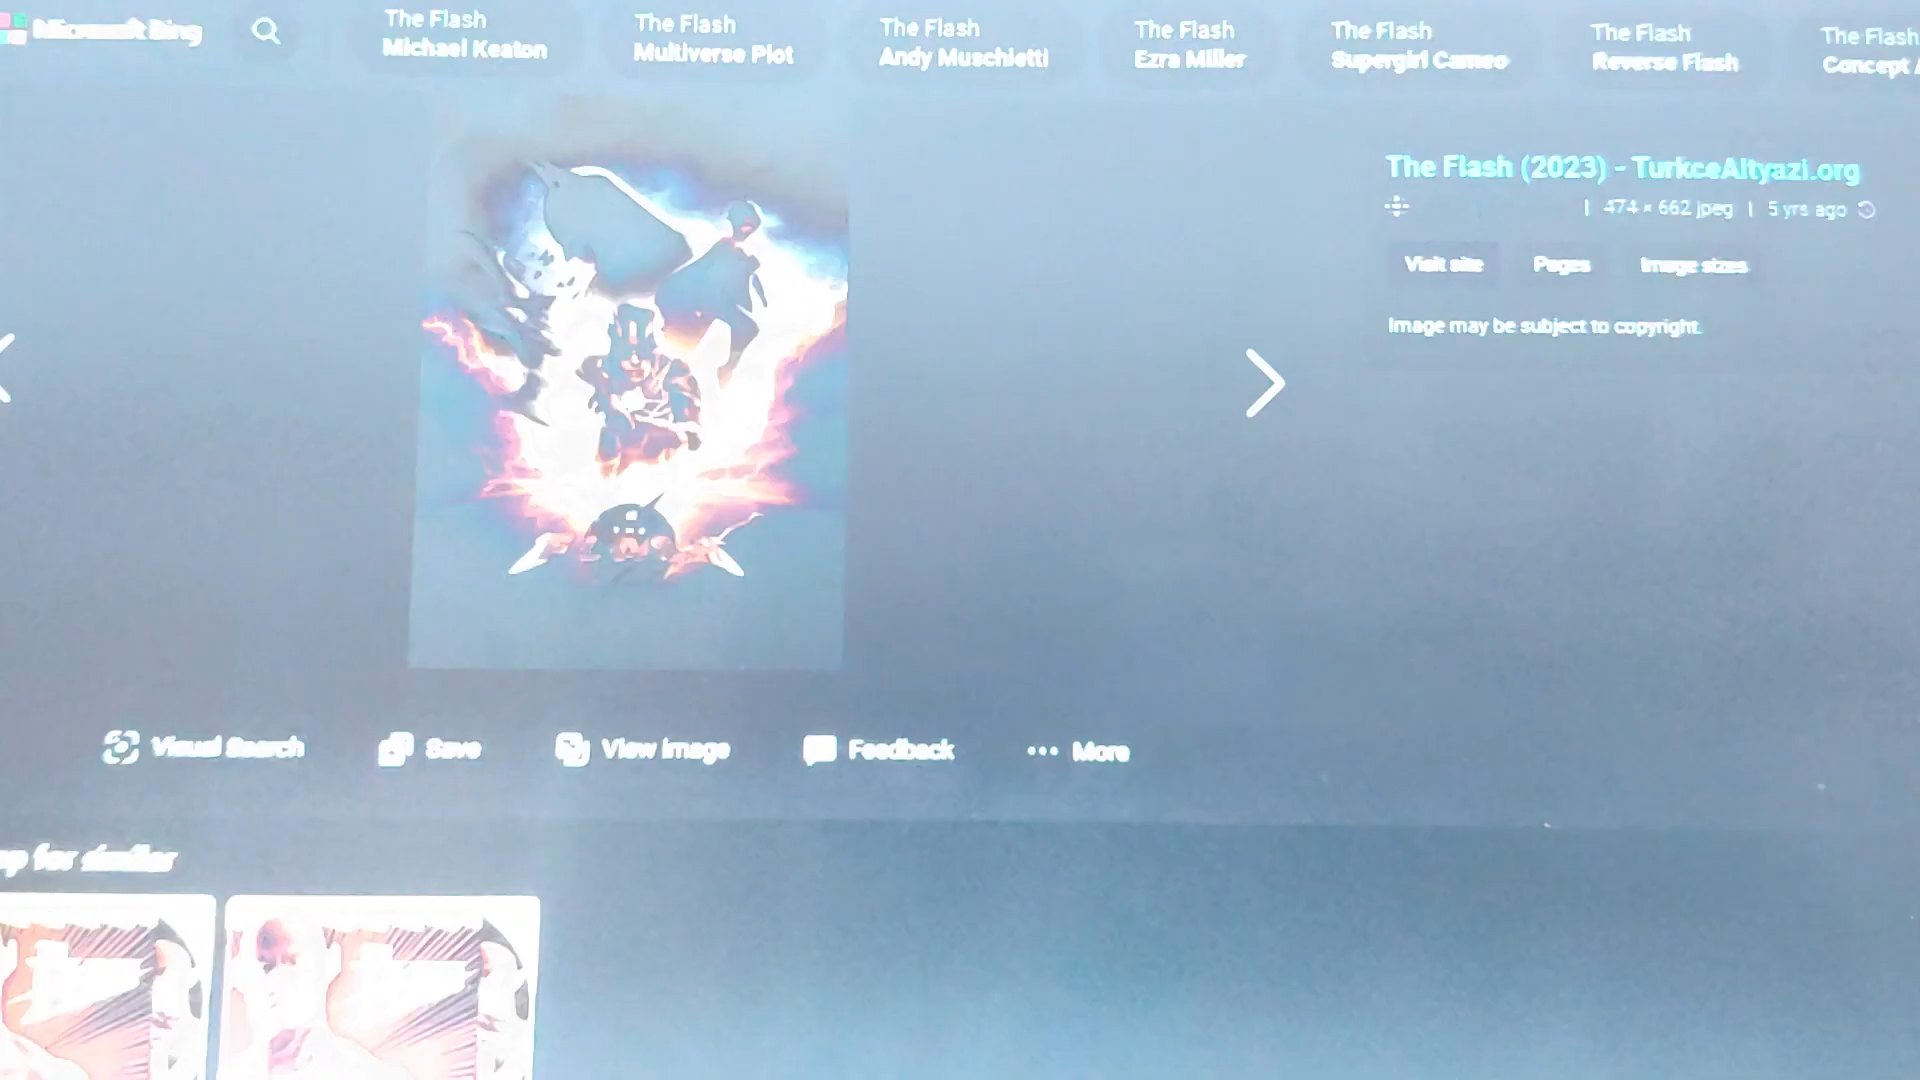 Microsoft Bing
The Flash
Michael Keaton
The Flash
Multiverse Plot
The Flash
Andy Muschietti
The Flash
Ezra Miller
The Flash
Supergirl Cameo
The Flash
Reverse Flash
The Flash
Concept
The Flash (2023) - TurkceAltyazi.org
| 474 × 662 jpeg | 5 yrs ago
Visit site
Pages
Image sizes
Image may be subject to copyright.
Visual Search
Save
View image
Feedback
More
for similar